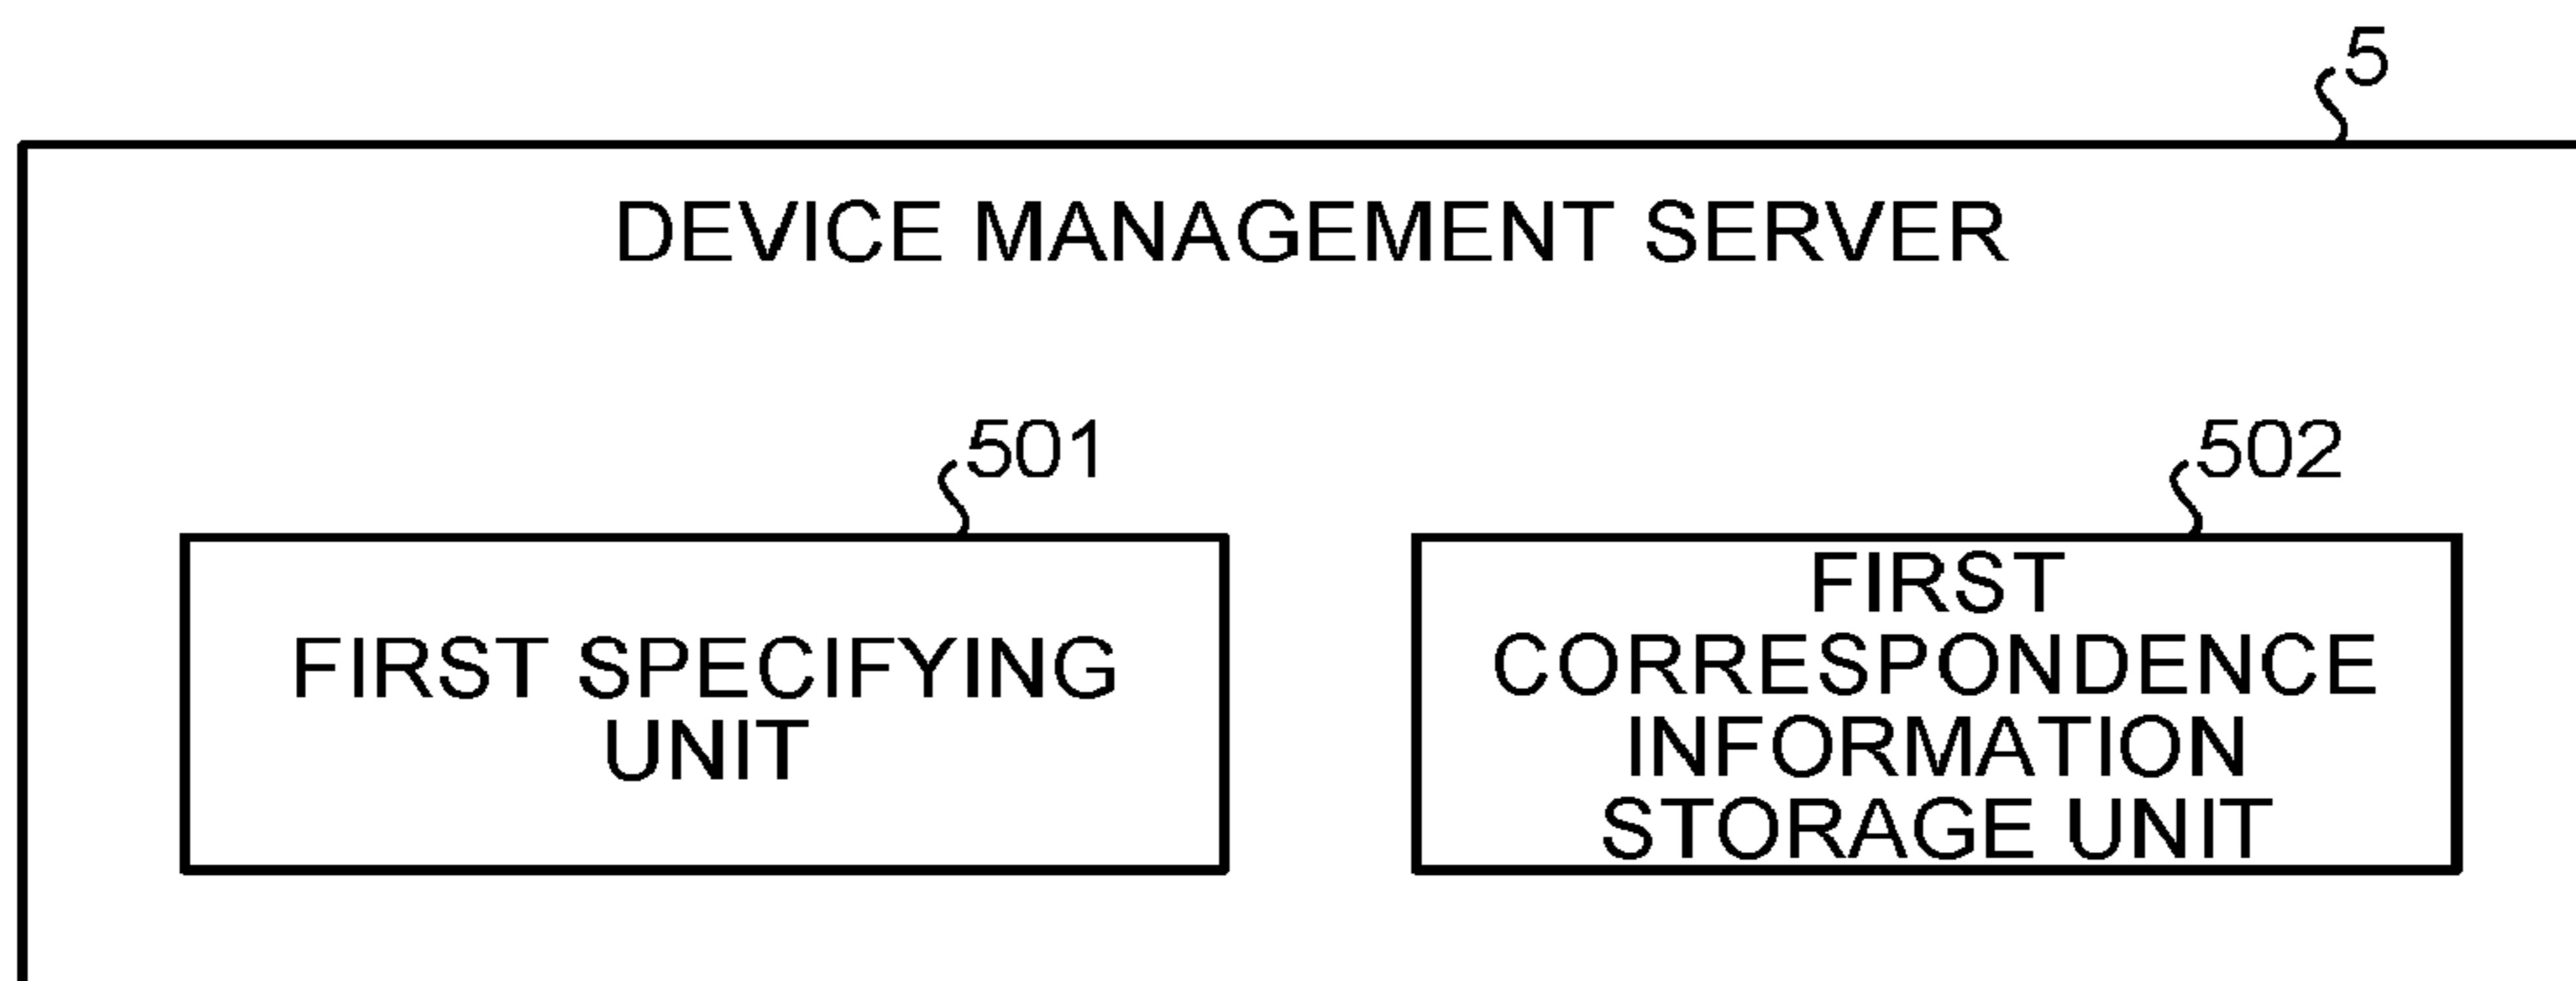 5
DEVICE MANAGEMENT SERVER
501
502
FIRST SPECIFYING
UNIT
FIRST
CORRESPONDENCE
INFORMATION
STORAGE UNIT